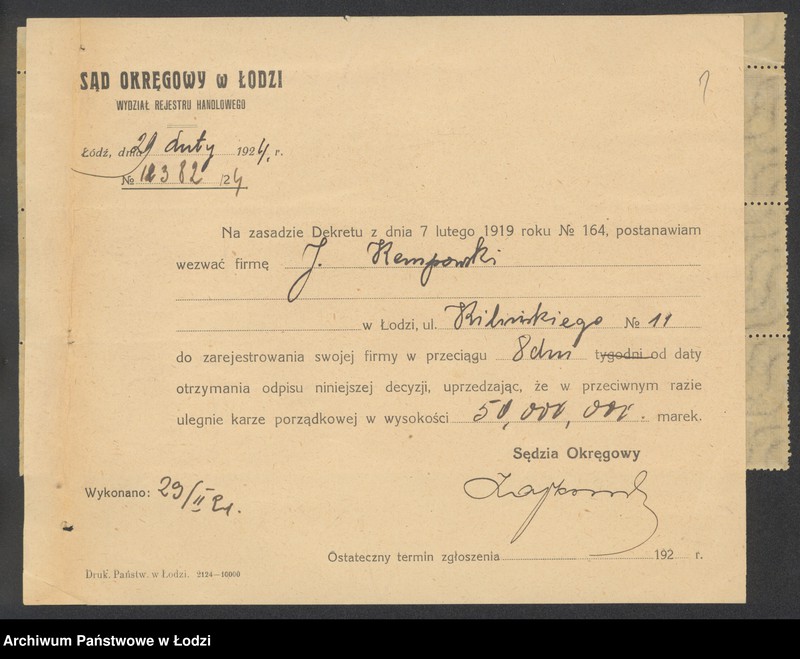 SĄD OKRĘGOWY w ŁODZI
WYDZIAŁ REJESTRU HANDLOWEGO
Łódź, dnia 29 luty 1924. r.
№ 12382/24
Na zasadzie Dekretu z dnia 7 lutego 1919 roku № 164, postanawiam
wezwać firmę J. Kempowski
w Łodzi, ul. Kilińskiego № 11
do zarejestrowania swojej firmy w przeciągu 8 dni tygodni od daty
otrzymania odpisu niniejszej decyzji, uprzedzając, że w przeciwnym razie
ulegnie karze porządkowej w wysokości 50,000,000. marek.
Sędzia Okręgowy
Wykonano: 29/II 24.
Ostateczny termin zgłoszenia 192 r.
Druk. Państw. w Łodzi. 2124—10000
Archiwum Państwowe w Łodzi